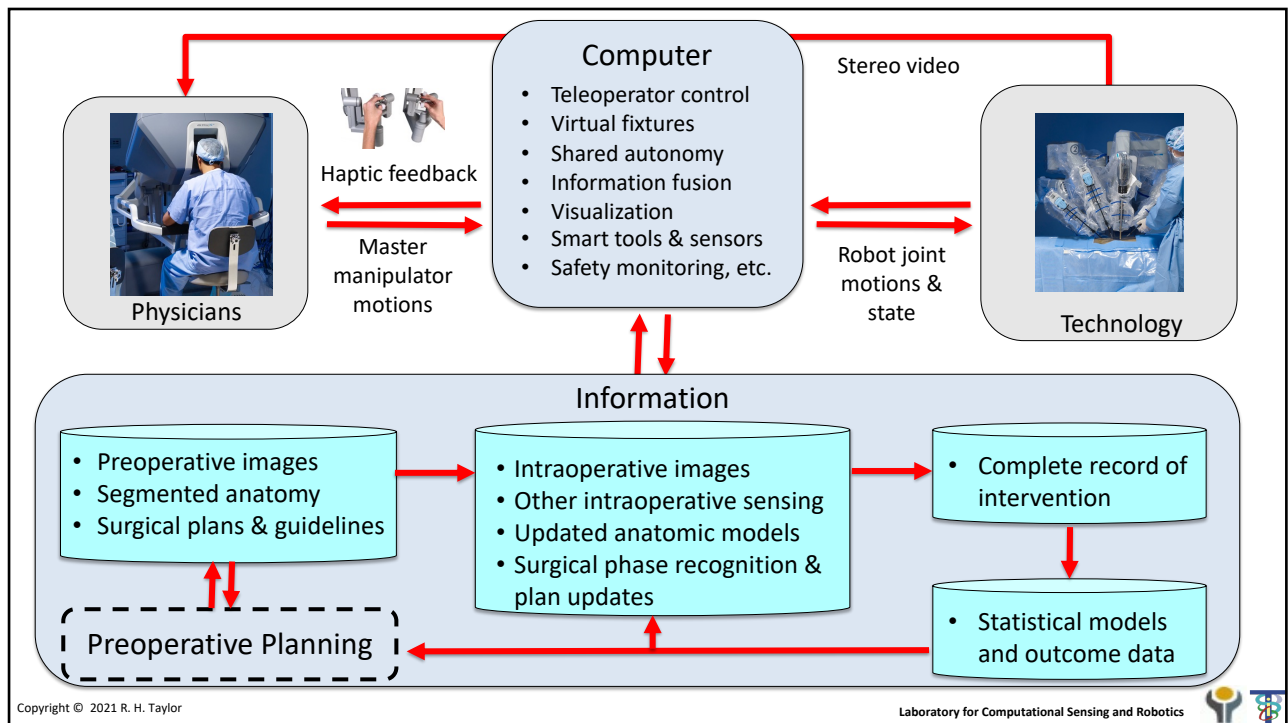 Computer
• Teleoperator control
• Virtual fixtures
• Shared autonomy
• Information fusion
• Visualization
• Smart tools & sensors
• Safety monitoring, etc.
Stereo video
Haptic feedback
Master
manipulator
motions
Robot joint
motions &
state
Physicians
Technology
Information
• Preoperative images
• Segmented anatomy
• Surgical plans & guidelines
• Intraoperative images
• Other intraoperative sensing
• Updated anatomic models
• Surgical phase recognition &
plan updates
• Complete record of
intervention
• Statistical models
and outcome data
Preoperative Planning
Copyright © 2021 R. H. Taylor
Laboratory for Computational Sensing and Robotics